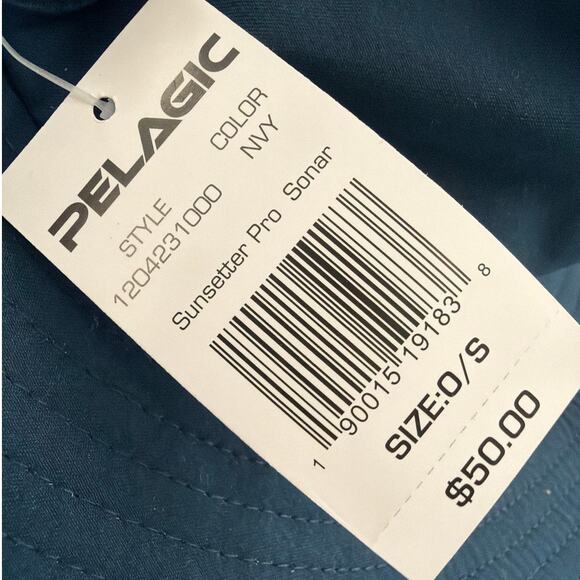 PELAGIC
STYLE COLOR
1204231000 NVY
Sunsetter Pro Sonar
1 90015 19183 8
SIZE:O/S
$50.00